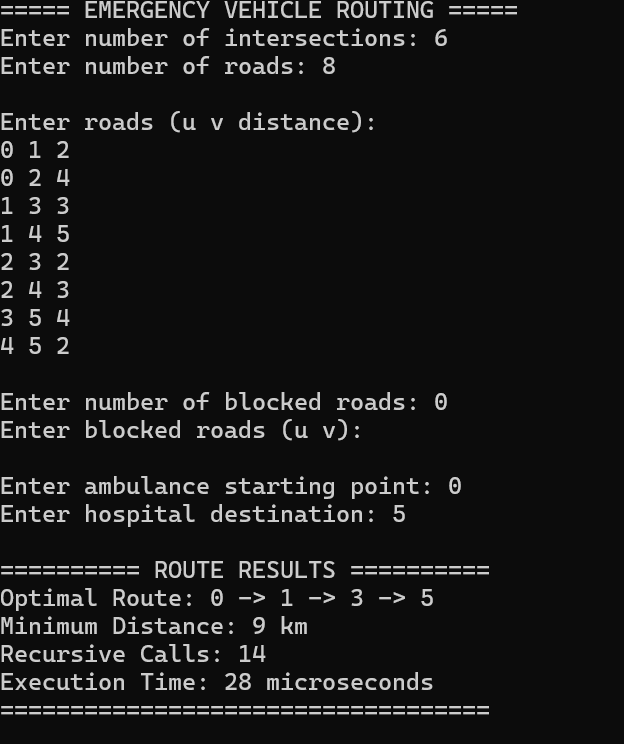 ===== EMERGENCY VEHICLE ROUTING =====
Enter number of intersections: 6
Enter number of roads: 8
Enter roads (u v distance):
0 1 2
0 2 4
1 3 3
1 4 5
2 3 2
2 4 3
3 5 4
4 5 2
Enter number of blocked roads: 0
Enter blocked roads (u v):
Enter ambulance starting point: 0
Enter hospital destination: 5
========== ROUTE RESULTS ==========
Optimal Route: 0 -> 1 -> 3 -> 5
Minimum Distance: 9 km
Recursive Calls: 14
Execution Time: 28 microseconds
===================================